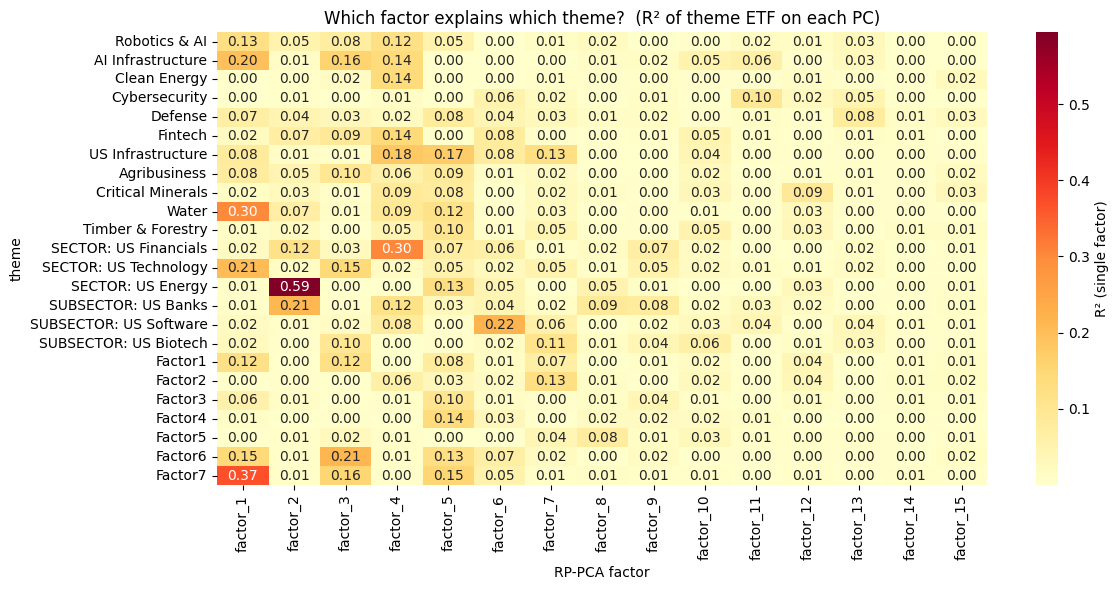 Which factor explains which theme?  (R² of theme ETF on each PC)
Robotics & AI 0.13 0.05 0.08 0.12 0.05 0.00 0.01 0.02 0.00 0.00 0.02 0.01 0.03 0.00 0.00
AI Infrastructure 0.20 0.01 0.16 0.14 0.00 0.00 0.00 0.01 0.02 0.05 0.06 0.00 0.03 0.00 0.00
Clean Energy 0.00 0.00 0.02 0.14 0.00 0.00 0.01 0.00 0.00 0.00 0.00 0.01 0.00 0.00 0.02
Cybersecurity 0.00 0.01 0.00 0.01 0.00 0.06 0.02 0.00 0.01 0.00 0.10 0.02 0.05 0.00 0.00
Defense 0.07 0.04 0.03 0.02 0.08 0.04 0.03 0.01 0.02 0.00 0.01 0.01 0.08 0.01 0.03
Fintech 0.02 0.07 0.09 0.14 0.00 0.08 0.00 0.01 0.00 0.05 0.01 0.00 0.01 0.01 0.00
US Infrastructure 0.08 0.01 0.01 0.18 0.17 0.08 0.13 0.00 0.00 0.04 0.00 0.00 0.00 0.00 0.00
Agribusiness 0.08 0.05 0.10 0.06 0.09 0.01 0.02 0.00 0.00 0.02 0.00 0.01 0.01 0.00 0.02
Critical Minerals 0.02 0.03 0.01 0.09 0.08 0.00 0.02 0.01 0.00 0.03 0.00 0.09 0.01 0.00 0.03
Water 0.30 0.07 0.01 0.09 0.12 0.00 0.03 0.00 0.00 0.01 0.00 0.03 0.00 0.00 0.00
Timber & Forestry 0.01 0.02 0.00 0.05 0.10 0.01 0.05 0.00 0.00 0.05 0.00 0.03 0.00 0.01 0.01
SECTOR: US Financials 0.02 0.12 0.03 0.30 0.07 0.06 0.01 0.02 0.07 0.02 0.00 0.00 0.02 0.00 0.01
SECTOR: US Technology 0.21 0.02 0.15 0.02 0.05 0.02 0.05 0.01 0.05 0.02 0.01 0.01 0.02 0.00 0.00
SECTOR: US Energy 0.01 0.59 0.00 0.00 0.13 0.05 0.00 0.05 0.01 0.00 0.00 0.03 0.00 0.00 0.01
SUBSECTOR: US Banks 0.01 0.21 0.01 0.12 0.03 0.04 0.02 0.09 0.08 0.02 0.03 0.02 0.00 0.00 0.01
SUBSECTOR: US Software 0.02 0.01 0.02 0.08 0.00 0.22 0.06 0.00 0.02 0.03 0.04 0.00 0.04 0.01 0.01
SUBSECTOR: US Biotech 0.02 0.00 0.10 0.00 0.00 0.02 0.11 0.01 0.04 0.06 0.01 0.01 0.03 0.00 0.01
Factor1 0.12 0.00 0.12 0.00 0.08 0.01 0.07 0.00 0.01 0.02 0.00 0.04 0.00 0.01 0.01
Factor2 0.00 0.00 0.00 0.06 0.03 0.02 0.13 0.01 0.00 0.02 0.00 0.04 0.00 0.01 0.02
Factor3 0.06 0.01 0.00 0.01 0.10 0.01 0.00 0.01 0.04 0.01 0.00 0.01 0.00 0.01 0.01
Factor4 0.01 0.00 0.00 0.00 0.14 0.03 0.00 0.02 0.02 0.02 0.01 0.00 0.00 0.00 0.01
Factor5 0.00 0.01 0.02 0.01 0.00 0.00 0.04 0.08 0.01 0.03 0.01 0.00 0.00 0.00 0.01
Factor6 0.15 0.01 0.21 0.01 0.13 0.07 0.02 0.00 0.02 0.01 0.00 0.00 0.00 0.00 0.02
Factor7 0.37 0.01 0.16 0.00 0.15 0.05 0.01 0.01 0.01 0.01 0.00 0.01 0.00 0.01 0.00
theme
factor_1 factor_2 factor_3 factor_4 factor_5 factor_6 factor_7 factor_8 factor_9 factor_10 factor_11 factor_12 factor_13 factor_14 factor_15
RP-PCA factor
0.5
0.4
0.3
0.2
0.1
R² (single factor)